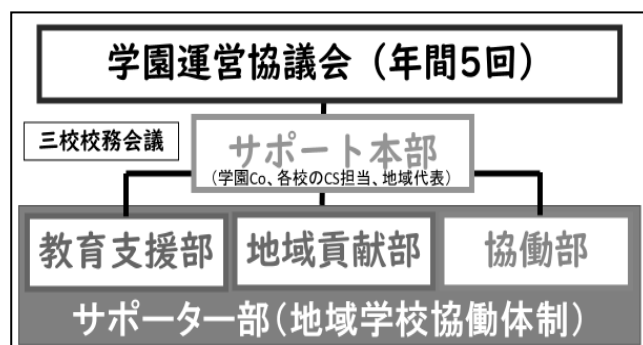 学園運営協議会（年間5回）
三校校務会議
サポート本部
（学園Co、各校のCS担当、地域代表）
教育支援部
地域貢献部
協働部
サポーター部（地域学校協働体制）